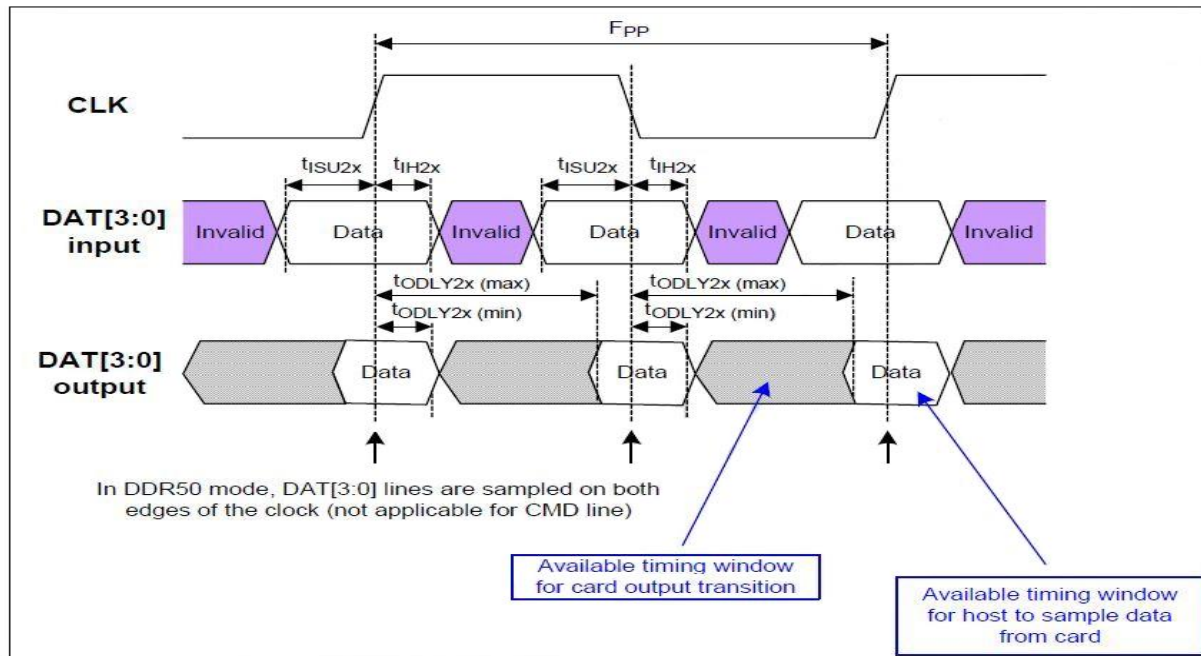 FPP
CLK
tISU2x tIH2x tISU2x tIH2x
DAT[3:0]
input
Invalid Data Invalid Data Invalid Data Invalid
tODLY2x (max) tODLY2x (max)
tODLY2x (min) tODLY2x (min)
DAT[3:0]
output
Data Data Data
In DDR50 mode, DAT[3:0] lines are sampled on both
edges of the clock (not applicable for CMD line)
Available timing window
for card output transition
Available timing window
for host to sample data
from card